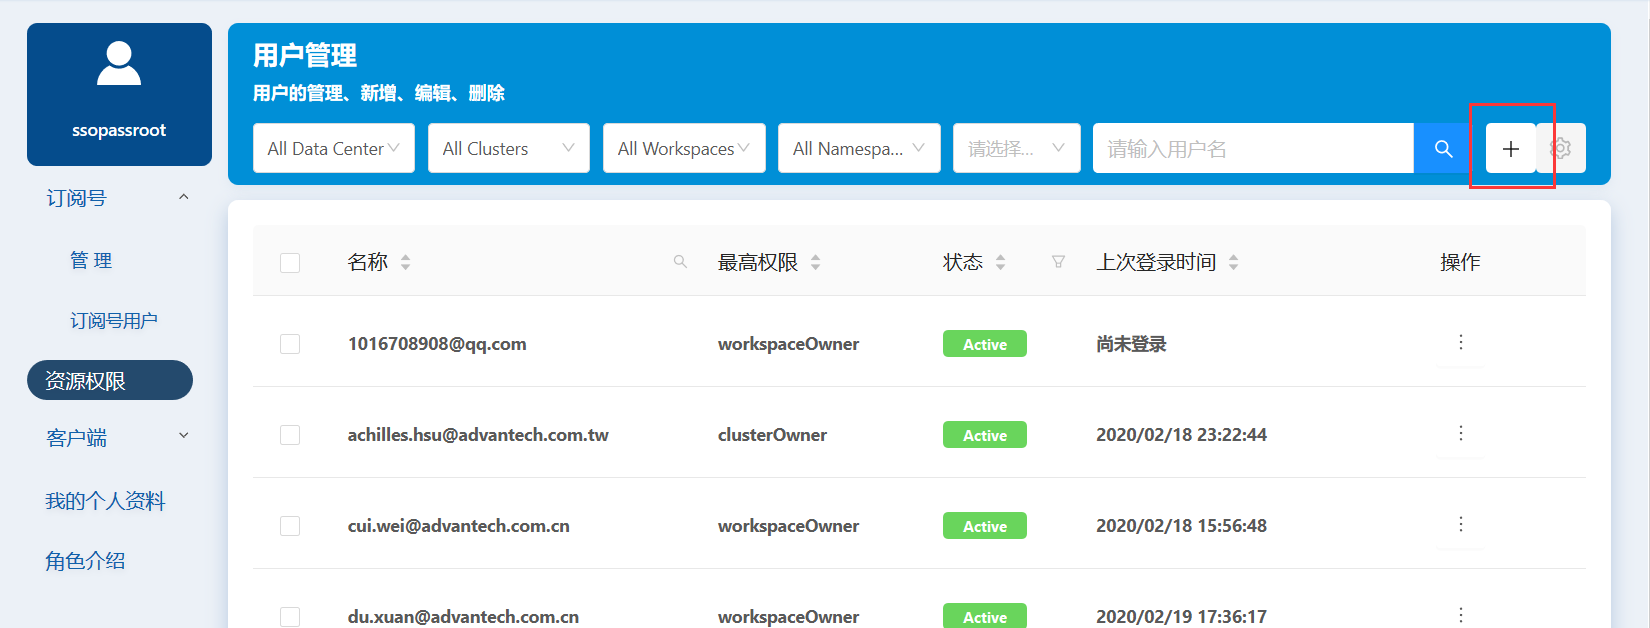 ssopassroot
订阅号
管 理
订阅号用户
资源权限
客户端
我的个人资料
角色介绍
用户管理
用户的管理、新增、编辑、删除
All Data Center All Clusters All Workspaces All Namespa... 请选择... 请输入用户名
名称 最高权限 状态 上次登录时间 操作
1016708908@qq.com workspaceOwner Active 尚未登录
achilles.hsu@advantech.com.tw clusterOwner Active 2020/02/18 23:22:44
cui.wei@advantech.com.cn workspaceOwner Active 2020/02/18 15:56:48
du.xuan@advantech.com.cn workspaceOwner Active 2020/02/19 17:36:17